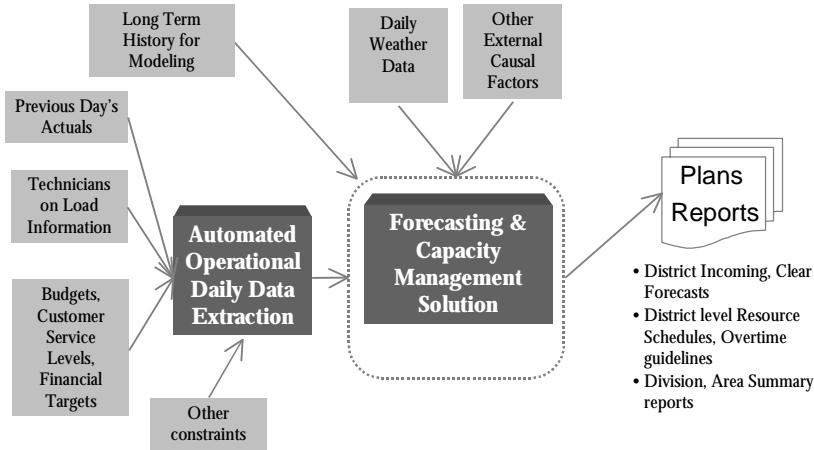 Long Term
History for
Modeling
Daily
Weather
Data
Other
External
Causal
Factors
Previous Day's
Actuals
Technicians
on Load
Information
Budgets,
Customer
Service
Levels,
Financial
Targets
Other
constraints
Automated
Operational
Daily Data
Extraction
Forecasting &
Capacity
Management
Solution
Plans
Reports
• District Incoming, Clear
Forecasts
• District level Resource
Schedules, Overtime
guidelines
• Division, Area Summary
reports